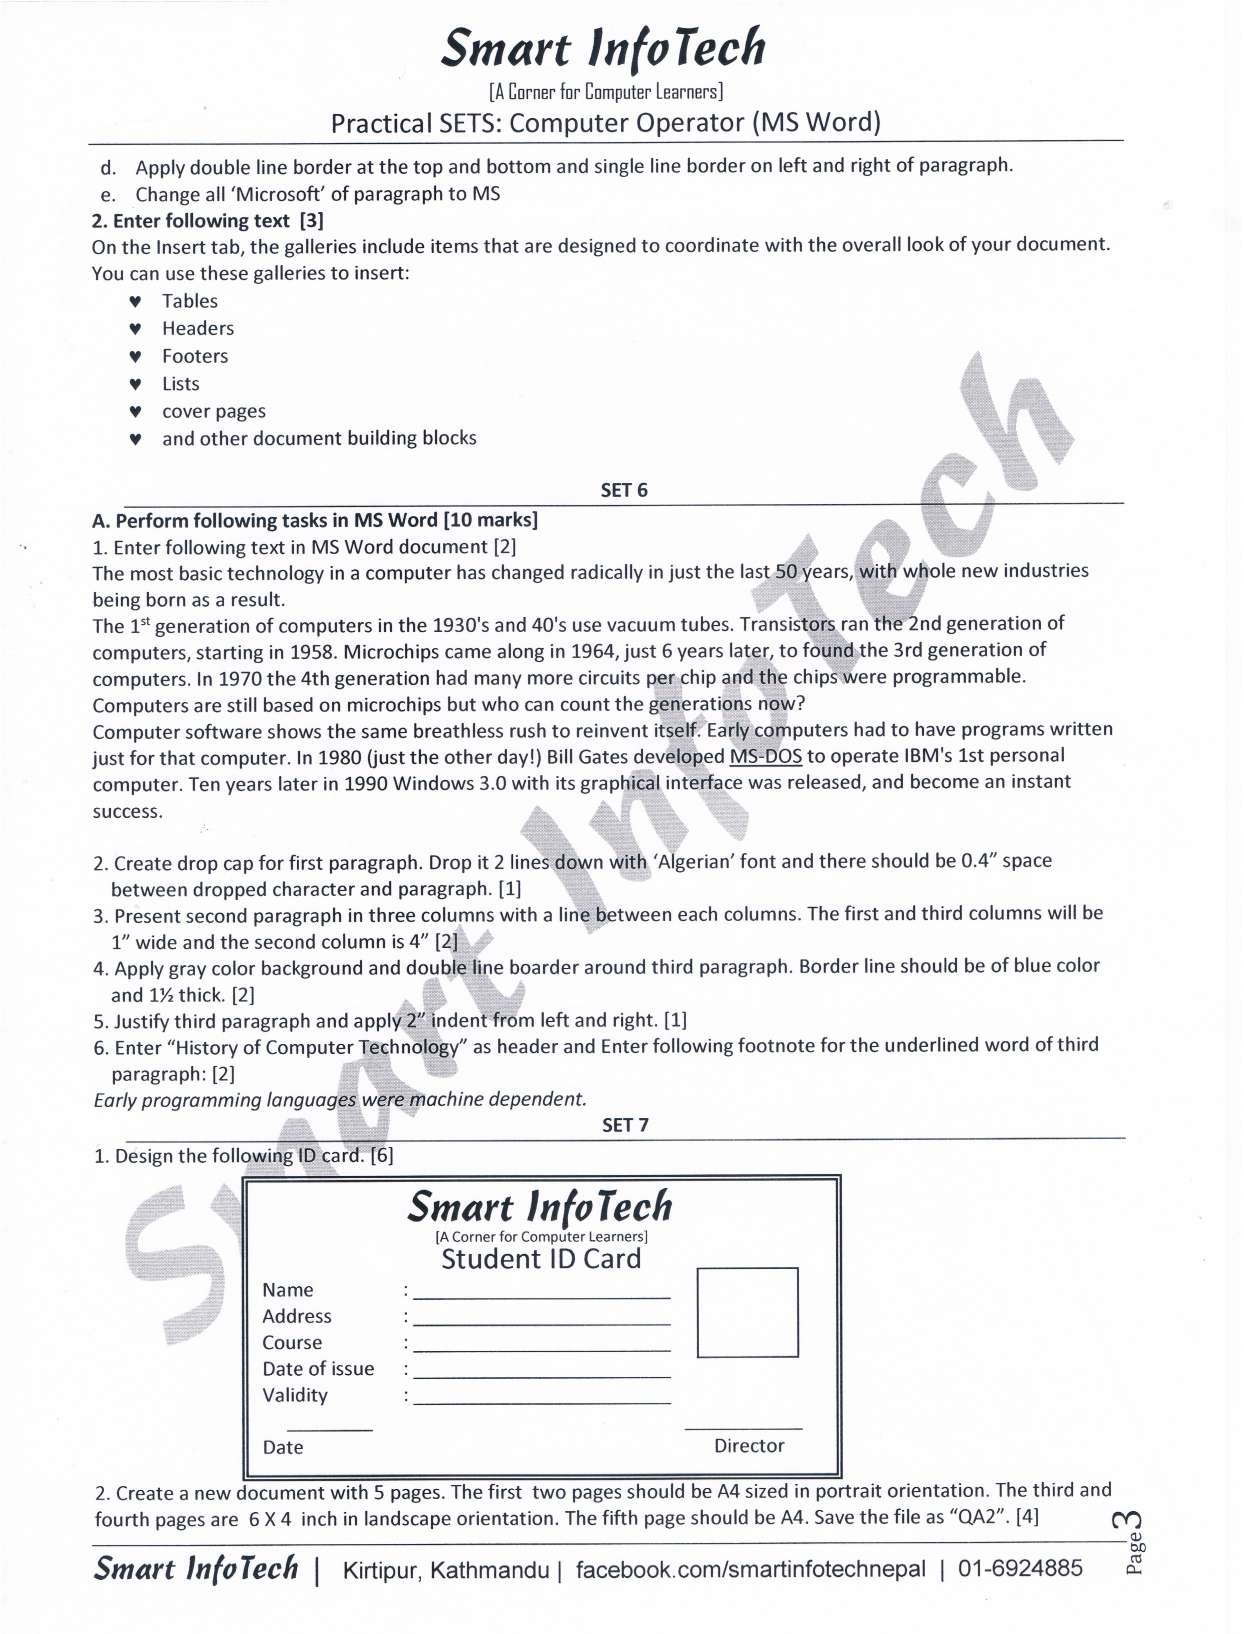 Smart InfoTech
[A Corner for Computer Learners]
Practical SETS: Computer Operator (MS Word)
d. Apply double line border at the top and bottom and single line border on left and right of paragraph.
e. Change all ‘Microsoft’ of paragraph to MS
2. Enter following text [3]
On the Insert tab, the galleries include items that are designed to coordinate with the overall look of your document.
You can use these galleries to insert:
♥ Tables
♥ Headers
♥ Footers
♥ Lists
♥ cover pages
♥ and other document building blocks
SET 6
A. Perform following tasks in MS Word [10 marks]
1. Enter following text in MS Word document [2]
The most basic technology in a computer has changed radically in just the last 50 years, with whole new industries
being born as a result.
The 1st generation of computers in the 1930's and 40's use vacuum tubes. Transistors ran the 2nd generation of
computers, starting in 1958. Microchips came along in 1964, just 6 years later, to found the 3rd generation of
computers. In 1970 the 4th generation had many more circuits per chip and the chips were programmable.
Computers are still based on microchips but who can count the generations now?
Computer software shows the same breathless rush to reinvent itself. Early computers had to have programs written
just for that computer. In 1980 (just the other day!) Bill Gates developed MS-DOS to operate IBM's 1st personal
computer. Ten years later in 1990 Windows 3.0 with its graphical interface was released, and become an instant
success.
2. Create drop cap for first paragraph. Drop it 2 lines down with ‘Algerian’ font and there should be 0.4” space
between dropped character and paragraph. [1]
3. Present second paragraph in three columns with a line between each columns. The first and third columns will be
1” wide and the second column is 4” [2]
4. Apply gray color background and double line boarder around third paragraph. Border line should be of blue color
and 1½ thick. [2]
5. Justify third paragraph and apply 2” indent from left and right. [1]
6. Enter “History of Computer Technology” as header and Enter following footnote for the underlined word of third
paragraph: [2]
Early programming languages were machine dependent.
SET 7
1. Design the following ID card. [6]
Smart InfoTech
[A Corner for Computer Learners]
Student ID Card
Name :
Address :
Course :
Date of issue :
Validity :
Date Director
2. Create a new document with 5 pages. The first two pages should be A4 sized in portrait orientation. The third and
fourth pages are 6 X 4 inch in landscape orientation. The fifth page should be A4. Save the file as “QA2”. [4]
Page 3
Smart InfoTech | Kirtipur, Kathmandu | facebook.com/smartinfotechnepal | 01-6924885
Smart InfoTech